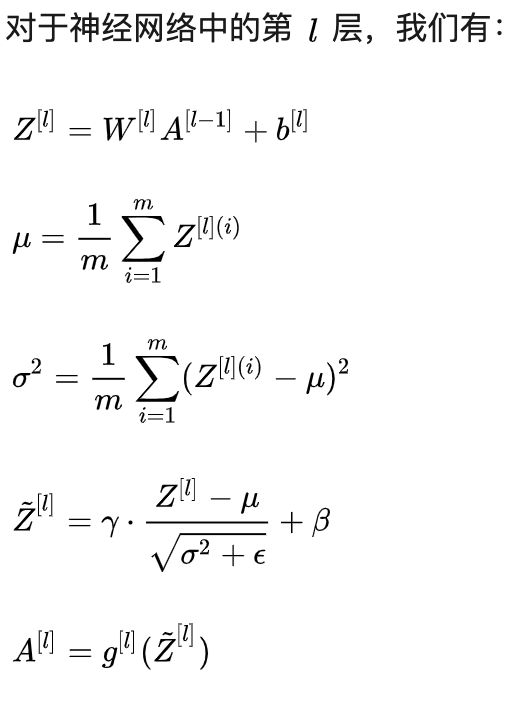 对于神经网络中的第 l 层，我们有：
Z^{[l]} = W^{[l]} A^{[l-1]} + b^{[l]}
μ = \frac{1}{m} \sum_{i=1}^{m} Z^{[l](i)}
σ^2 = \frac{1}{m} \sum_{i=1}^{m} (Z^{[l](i)} − μ)^2
\tilde{Z}^{[l]} = γ · \frac{Z^{[l]} − μ}{\sqrt{σ^2 + ϵ}} + β
A^{[l]} = g^{[l]}(\tilde{Z}^{[l]})